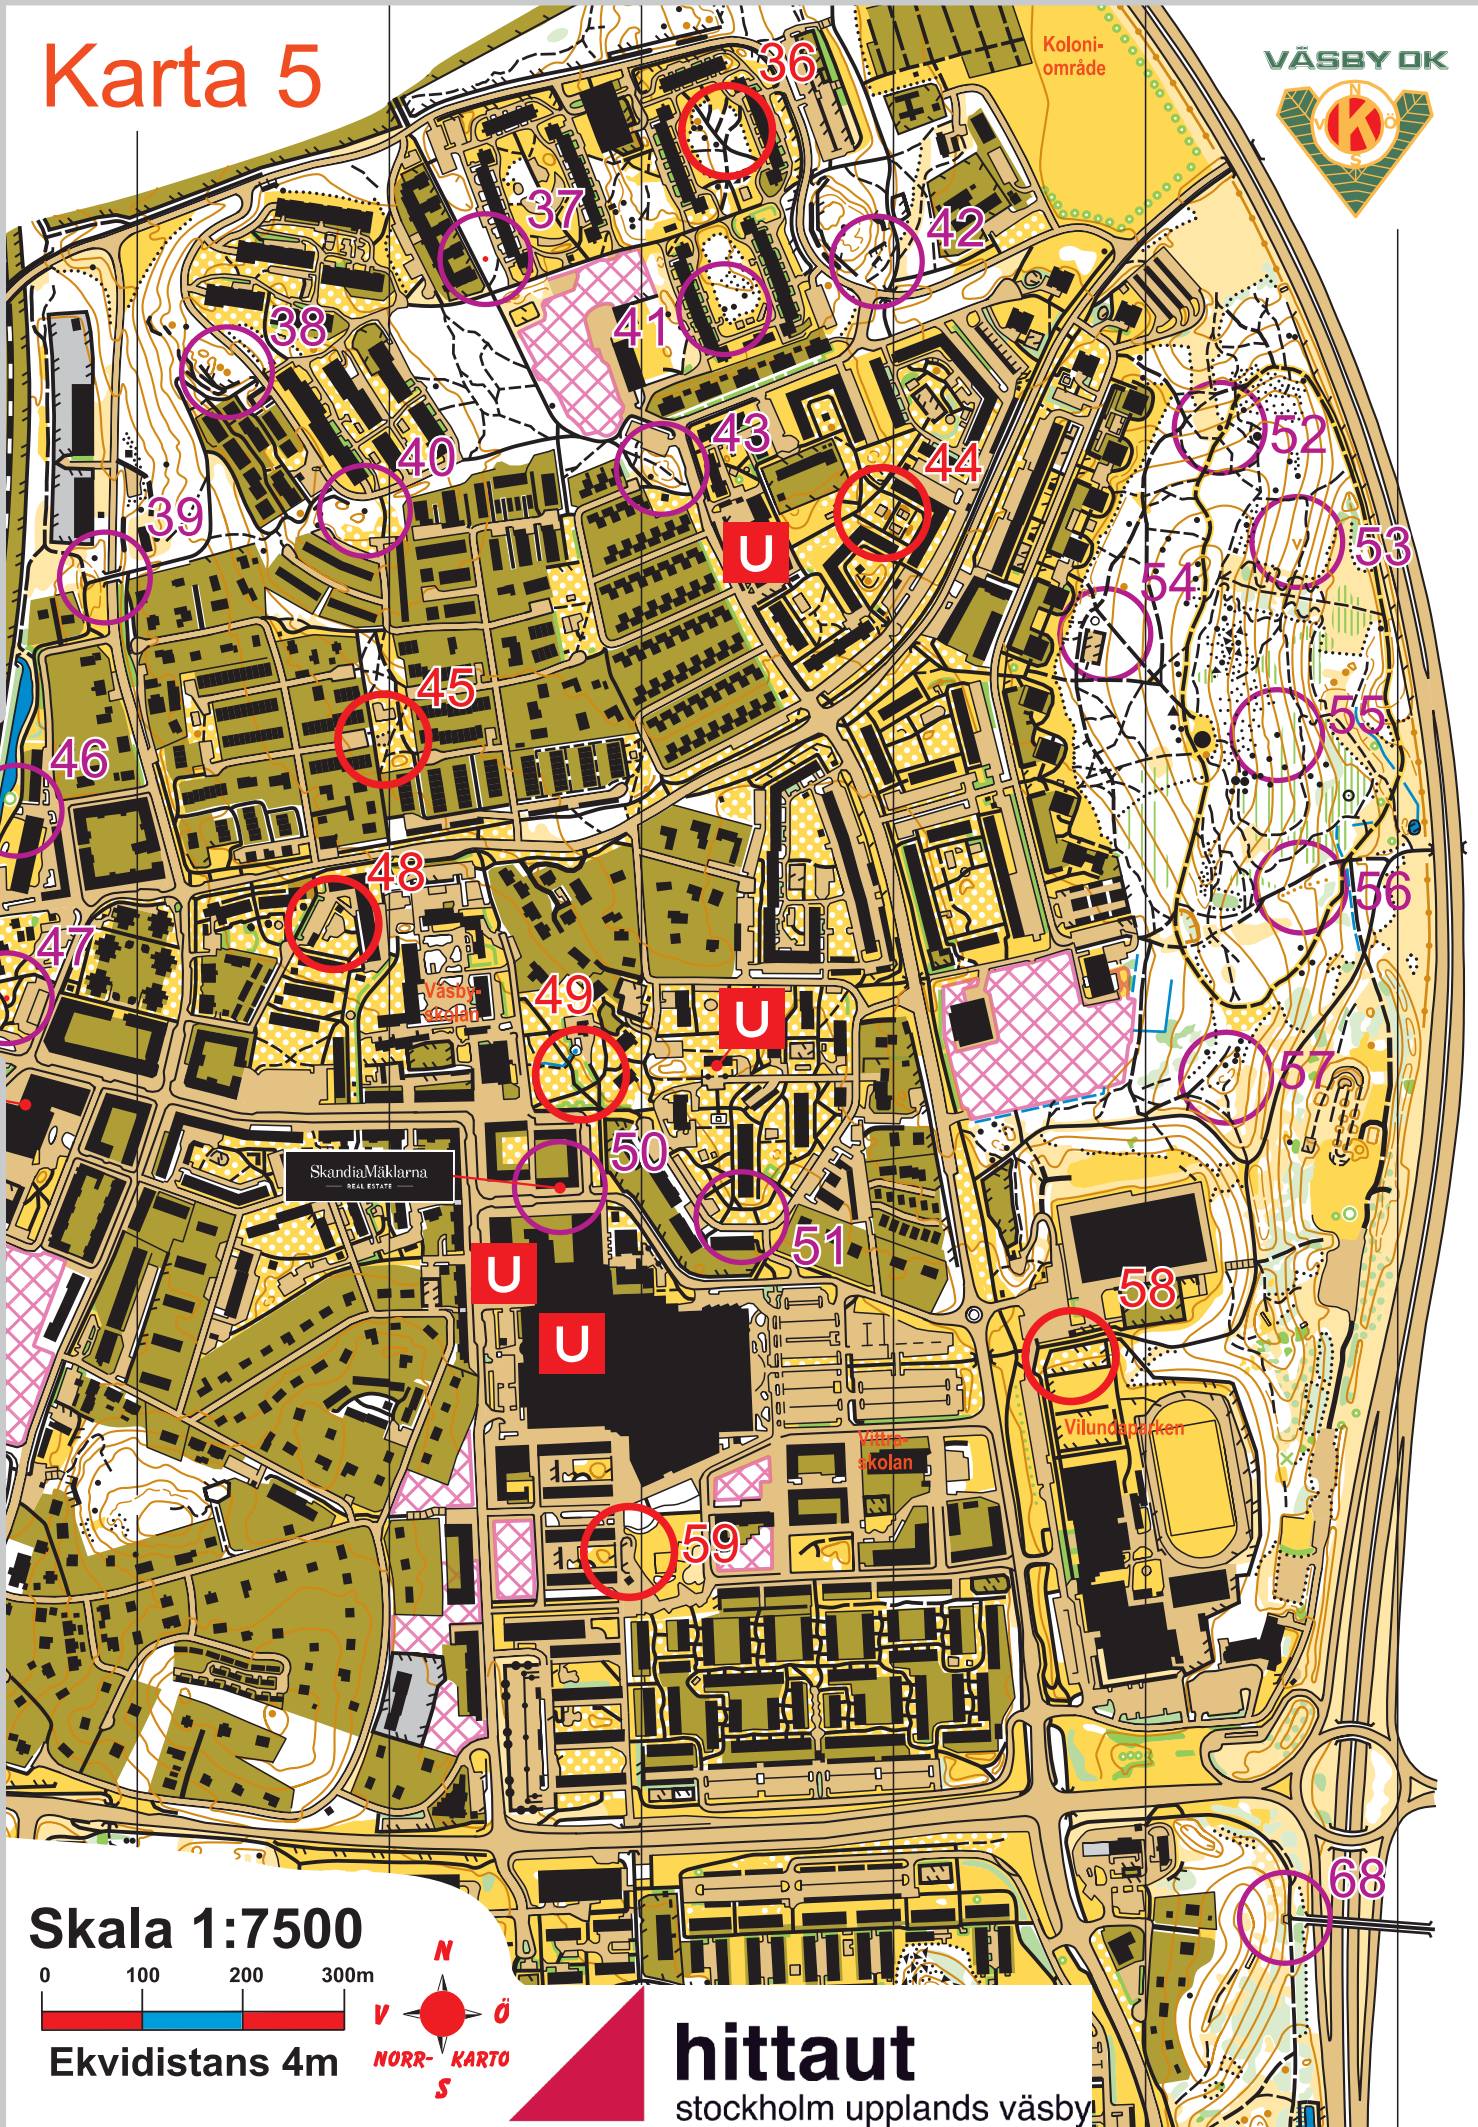 Karta 5
Koloni-
område
VÄSBY OK
N
V K Ö
S
36
37
38
39
40
41
42
43
44
45
46
47
48
49
50
51
52
53
54
55
56
57
58
59
68
U
U
U
U
Väsby-
skolan
SkandiaMäklarna
REAL ESTATE
Vittra-
skolan
Vilundaparken
Skala 1:7500
0 100 200 300m
Ekvidistans 4m
N
V Ö
NORR- KARTO
S
hittaut
stockholm upplands väsby